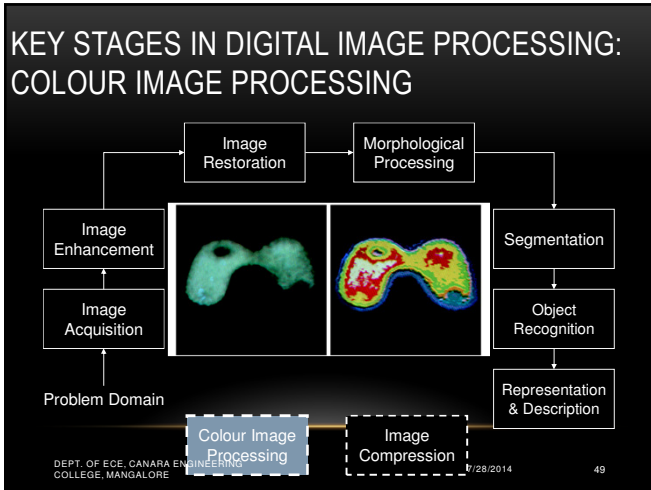 KEY STAGES IN DIGITAL IMAGE PROCESSING:
COLOUR IMAGE PROCESSING
Image
Restoration
Morphological
Processing
Image
Enhancement
Segmentation
Image
Acquisition
Object
Recognition
Problem Domain
Representation
& Description
Colour Image
Processing
Image
Compression
DEPT. OF ECE, CANARA ENGINEERING
COLLEGE, MANGALORE
7/28/2014
49